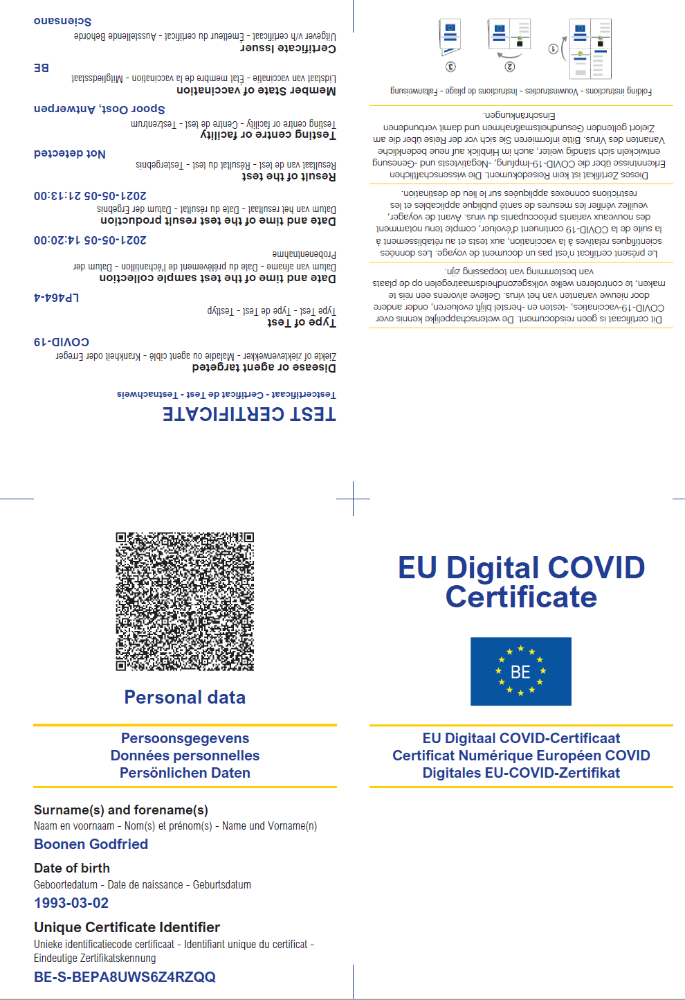 TEST CERTIFICATE
Testcertificaat - Certificat de Test - Testnachweis
Disease or agent targeted
Ziekte of ziekteverwekker - Maladie ou agent ciblé - Krankheit oder Erreger
COVID-19
Type of Test
Type Test - Type de Test - Testtyp
LP464-4
Date and time of the test sample collection
Datum van afname - Date du prélèvement de l'échantillon - Datum der
Probenentnahme
2021-05-05 14:20:00
Date and time of the test result production
Datum van het resultaat - Date du résultat - Datum der Ergebnis
2021-05-05 21:13:00
Result of the test
Resultaat van de test - Résultat du test - Testergebnis
Not detected
Testing centre or facility
Testing centre or facility - Centre de test - Testzentrum
Spoor Oost, Antwerpen
Member State of vaccination
Lidstaat van vaccinatie - État membre de la vaccination - Mitgliedsstaat
BE
Certificate Issuer
Uitgever v/h certificaat - Émetteur du certificat - Ausstellende Behörde
Sciensano
Dit certificaat is geen reisdocument. De wetenschappelijke kennis over
COVID-19-vaccinaties, -testen en -herstel blijft evolueren, onder andere
door nieuwe varianten van het virus. Gelieve alvorens een reis te
maken, te controleren welke volksgezondheidsmaatregelen op de plaats
van bestemming van toepassing zijn.
Le présent certificat n'est pas un document de voyage. Les données
scientifiques relatives à la vaccination, aux tests et au rétablissement à
la suite de la COVID-19 continuent d'évoluer, compte tenu notamment
des nouveaux variants préoccupants du virus. Avant de voyager,
veuillez vérifier les mesures de santé publique applicables et les
restrictions connexes appliquées sur le lieu de destination.
Dieses Zertifikat ist kein Reisedokument. Die wissenschaftlichen
Erkenntnisse über die COVID-19-Impfung, -Negativtests und -Genesung
entwickeln sich ständig weiter, auch im Hinblick auf neue bedenkliche
Varianten des Virus. Bitte informieren Sie sich vor der Reise über die am
Zielort geltenden Gesundheitsmaßnahmen und damit verbundenen
Einschränkungen.
Folding instructions - Vouwinstructies - Instructions de pliage - Faltanweisung
1
2
3
Personal data
Persoonsgegevens
Données personnelles
Persönlichen Daten
Surname(s) and forename(s)
Naam en voornaam - Nom(s) et prénom(s) - Name und Vorname(n)
Boonen Godfried
Date of birth
Geboortedatum - Date de naissance - Geburtsdatum
1993-03-02
Unique Certificate Identifier
Unieke identificatiecode certificaat - Identifiant unique du certificat -
Eindeutige Zertifikatskennung
BE-S-BEPA8UWS6Z4RZQQ
EU Digital COVID
Certificate
BE
EU Digitaal COVID-Certificaat
Certificat Numérique Européen COVID
Digitales EU-COVID-Zertifikat